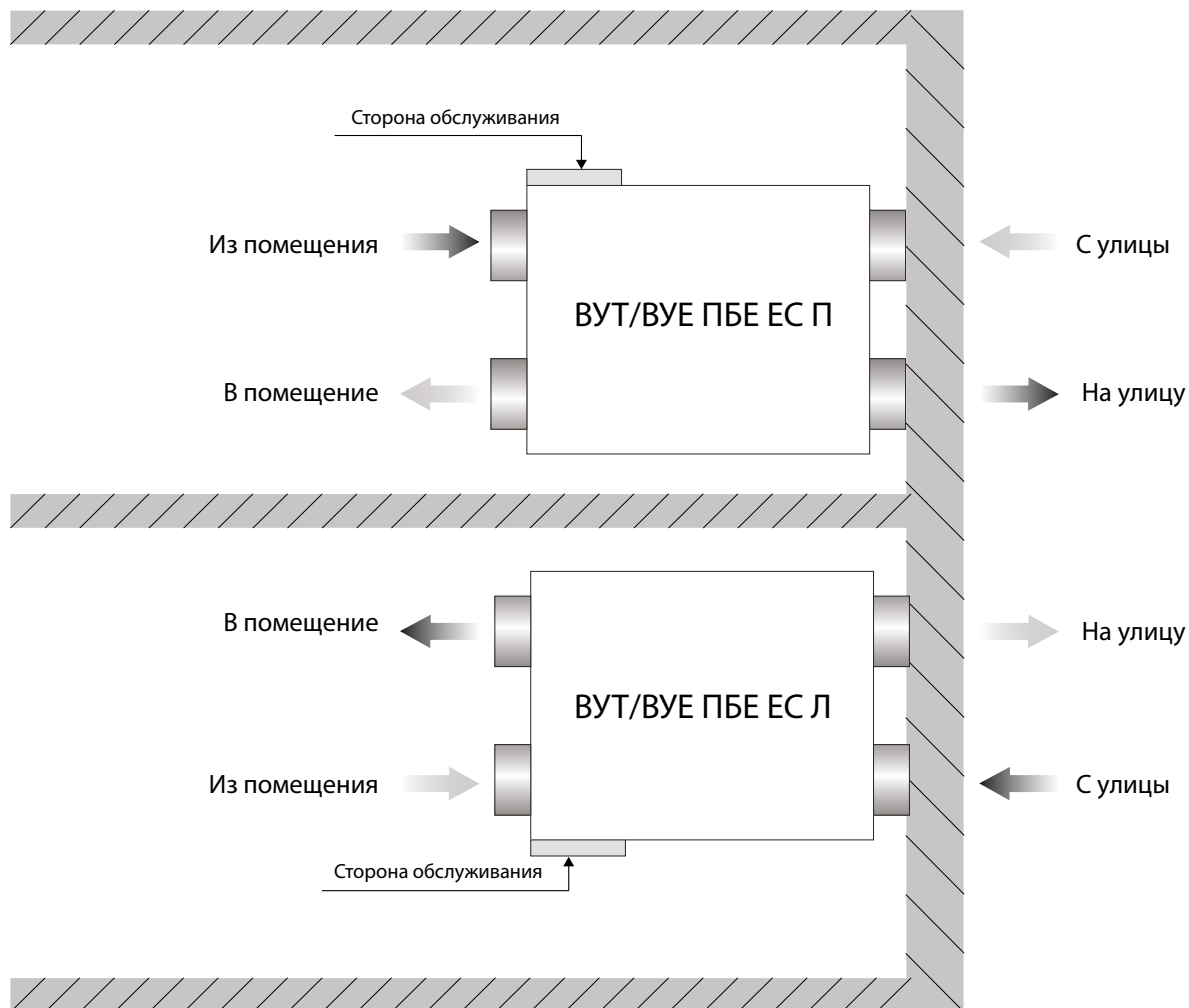 Сторона обслуживания
Из помещения
С улицы
ВУТ/ВУЕ ПБЕ ЕС П
В помещение
На улицу
В помещение
На улицу
ВУТ/ВУЕ ПБЕ ЕС Л
Из помещения
С улицы
Сторона обслуживания